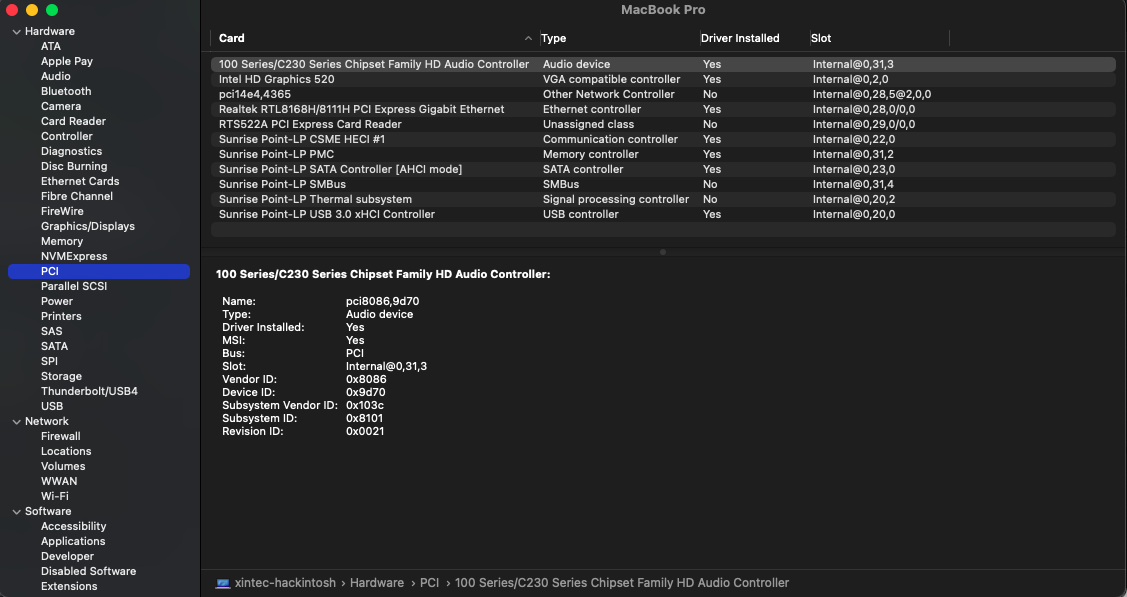 MacBook Pro
Hardware
ATA
Apple Pay
Audio
Bluetooth
Camera
Card Reader
Controller
Diagnostics
Disc Burning
Ethernet Cards
Fibre Channel
FireWire
Graphics/Displays
Memory
NVMExpress
PCI
Parallel SCSI
Power
Printers
SAS
SATA
SPI
Storage
Thunderbolt/USB4
USB
Network
Firewall
Locations
Volumes
WWAN
Wi-Fi
Software
Accessibility
Applications
Developer
Disabled Software
Extensions
Card Type Driver Installed Slot
100 Series/C230 Series Chipset Family HD Audio Controller Audio device Yes Internal@0,31,3
Intel HD Graphics 520 VGA compatible controller Yes Internal@0,2,0
pci14e4,4365 Other Network Controller No Internal@0,28,5@2,0,0
Realtek RTL8168H/8111H PCI Express Gigabit Ethernet Ethernet controller Yes Internal@0,28,0/0,0
RTS522A PCI Express Card Reader Unassigned class No Internal@0,29,0/0,0
Sunrise Point-LP CSME HECI #1 Communication controller Yes Internal@0,22,0
Sunrise Point-LP PMC Memory controller Yes Internal@0,31,2
Sunrise Point-LP SATA Controller [AHCI mode] SATA controller Yes Internal@0,23,0
Sunrise Point-LP SMBus SMBus No Internal@0,31,4
Sunrise Point-LP Thermal subsystem Signal processing controller No Internal@0,20,2
Sunrise Point-LP USB 3.0 xHCI Controller USB controller Yes Internal@0,20,0
100 Series/C230 Series Chipset Family HD Audio Controller:
Name: pci8086,9d70
Type: Audio device
Driver Installed: Yes
MSI: Yes
Bus: PCI
Slot: Internal@0,31,3
Vendor ID: 0x8086
Device ID: 0x9d70
Subsystem Vendor ID: 0x103c
Subsystem ID: 0x8101
Revision ID: 0x0021
xintec-hackintosh › Hardware › PCI › 100 Series/C230 Series Chipset Family HD Audio Controller